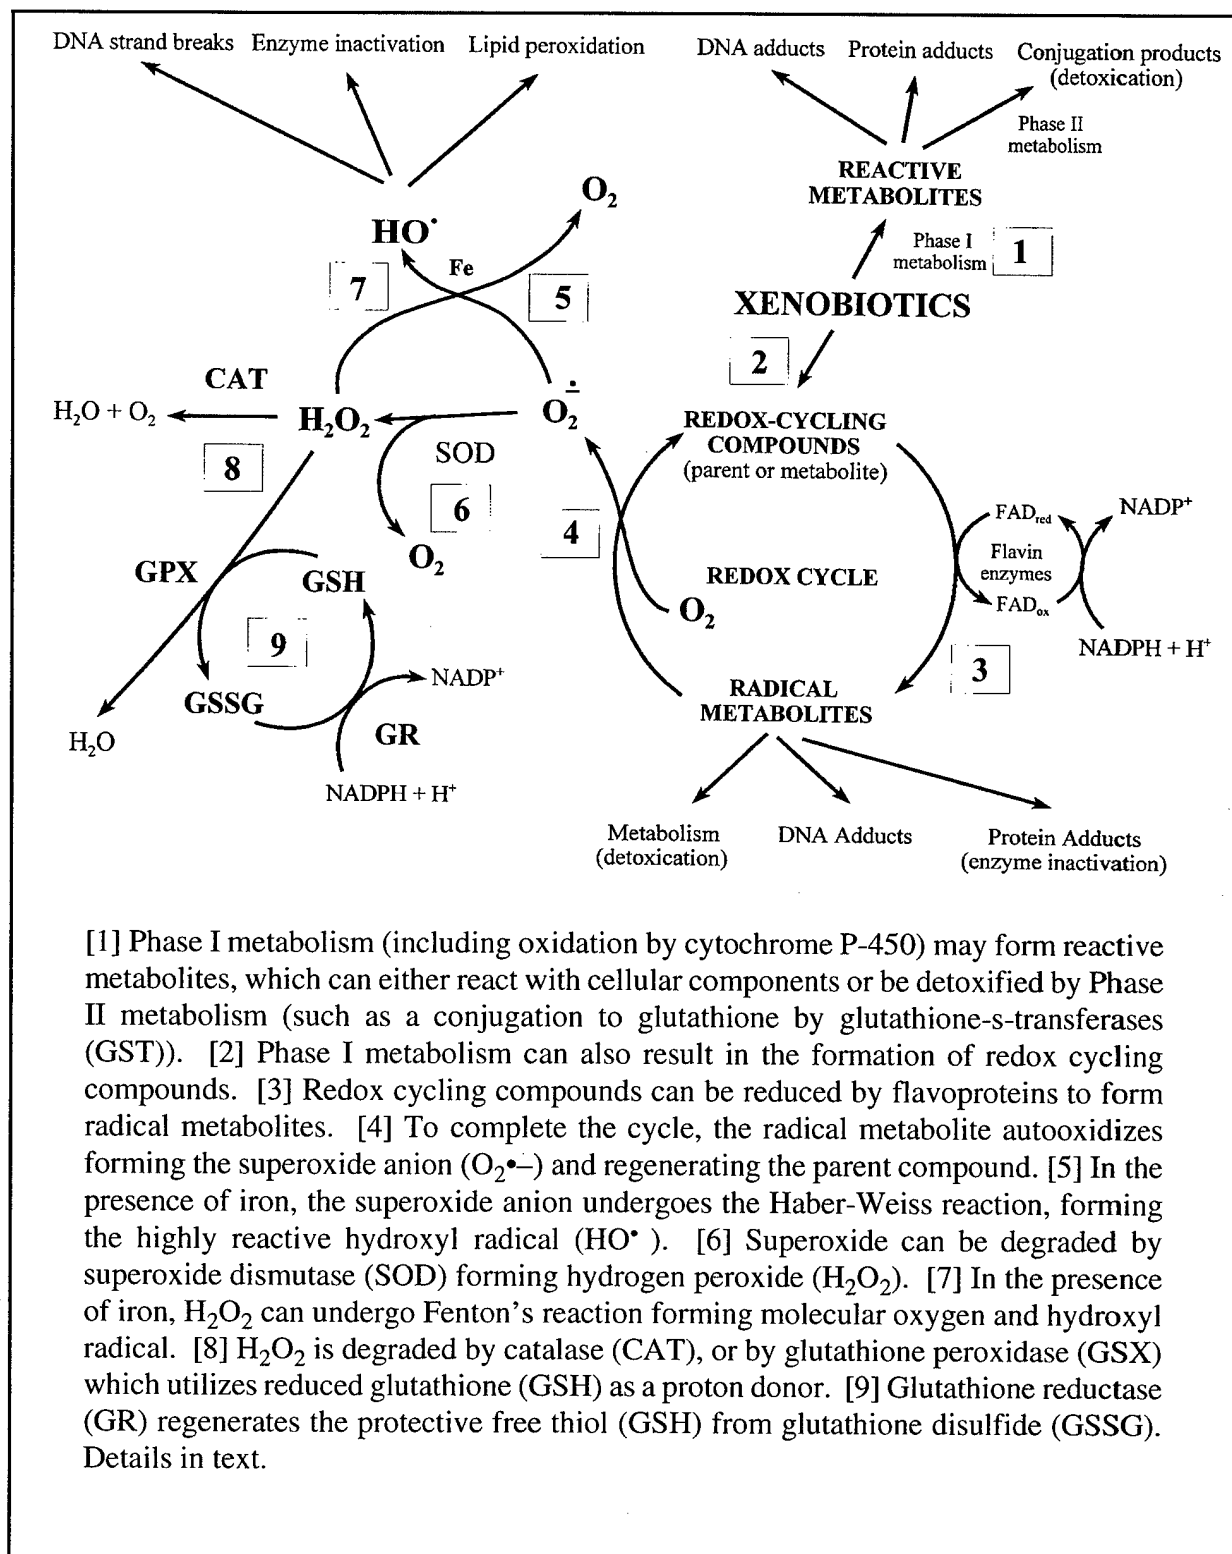 DNA strand breaks Enzyme inactivation Lipid peroxidation
DNA adducts Protein adducts Conjugation products
(detoxication)
Phase II
metabolism
REACTIVE
METABOLITES
O₂
HO•
Phase I
metabolism
1
Fe
7
5
XENOBIOTICS
2
CAT
H₂O + O₂
H₂O₂
O₂•−
REDOX-CYCLING
COMPOUNDS
(parent or metabolite)
SOD
8
6
4
FAD_red
NADP⁺
O₂
Flavin
enzymes
GPX
GSH
REDOX CYCLE
O₂
FAD_ox
9
NADPH + H⁺
3
NADP⁺
GSSG
RADICAL
METABOLITES
H₂O
GR
NADPH + H⁺
Metabolism
(detoxication)
DNA Adducts
Protein Adducts
(enzyme inactivation)
[1] Phase I metabolism (including oxidation by cytochrome P-450) may form reactive
metabolites, which can either react with cellular components or be detoxified by Phase
II metabolism (such as a conjugation to glutathione by glutathione-s-transferases
(GST)). [2] Phase I metabolism can also result in the formation of redox cycling
compounds. [3] Redox cycling compounds can be reduced by flavoproteins to form
radical metabolites. [4] To complete the cycle, the radical metabolite autooxidizes
forming the superoxide anion (O₂•−) and regenerating the parent compound. [5] In the
presence of iron, the superoxide anion undergoes the Haber-Weiss reaction, forming
the highly reactive hydroxyl radical (HO• ). [6] Superoxide can be degraded by
superoxide dismutase (SOD) forming hydrogen peroxide (H₂O₂). [7] In the presence
of iron, H₂O₂ can undergo Fenton's reaction forming molecular oxygen and hydroxyl
radical. [8] H₂O₂ is degraded by catalase (CAT), or by glutathione peroxidase (GSX)
which utilizes reduced glutathione (GSH) as a proton donor. [9] Glutathione reductase
(GR) regenerates the protective free thiol (GSH) from glutathione disulfide (GSSG).
Details in text.